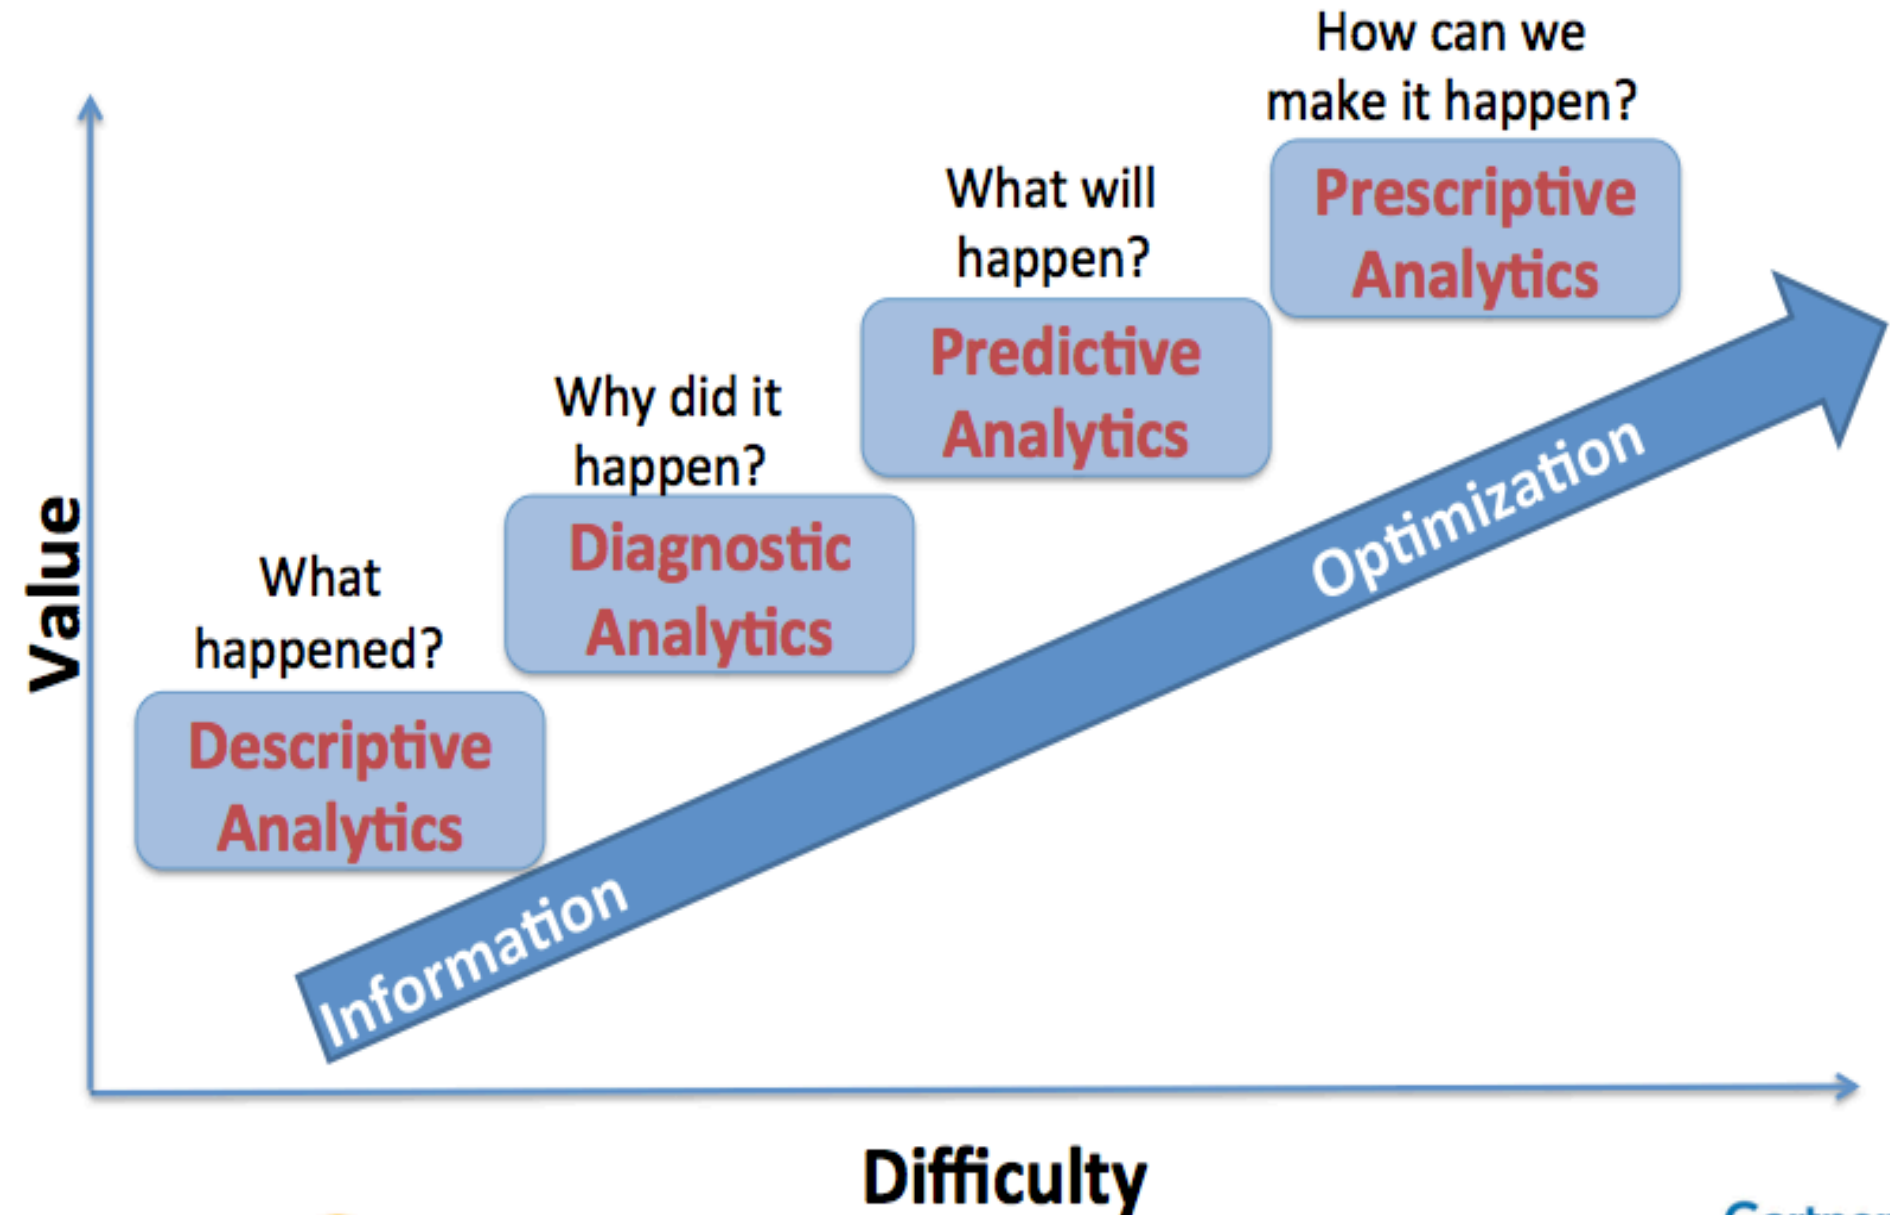 How can we
make it happen?
Prescriptive
Analytics
What will
happen?
Predictive
Analytics
Why did it
happen?
Diagnostic
Analytics
What
happened?
Descriptive
Analytics
Value
Optimization
Information
Difficulty